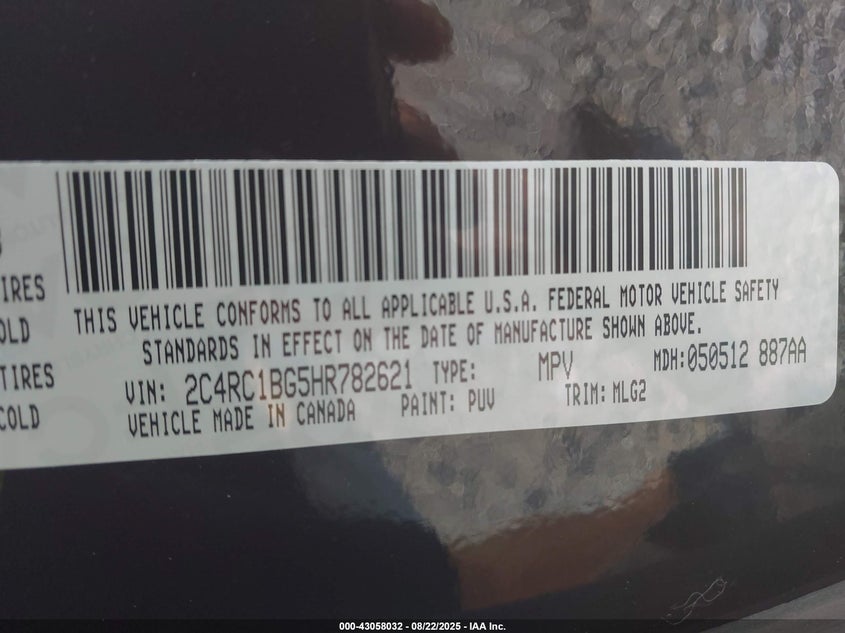 IRES
OLD
TIRES
COLD
THIS VEHICLE CONFORMS TO ALL APPLICABLE U.S.A. FEDERAL MOTOR VEHICLE SAFETY
STANDARDS IN EFFECT ON THE DATE OF MANUFACTURE SHOWN ABOVE.
VIN: 2C4RC1BG5HR782621 TYPE: MPV MDH:050512 887AA
VEHICLE MADE IN CANADA PAINT: PUV TRIM: MLG2
000-43058032 - 08/22/2025 - IAA Inc.